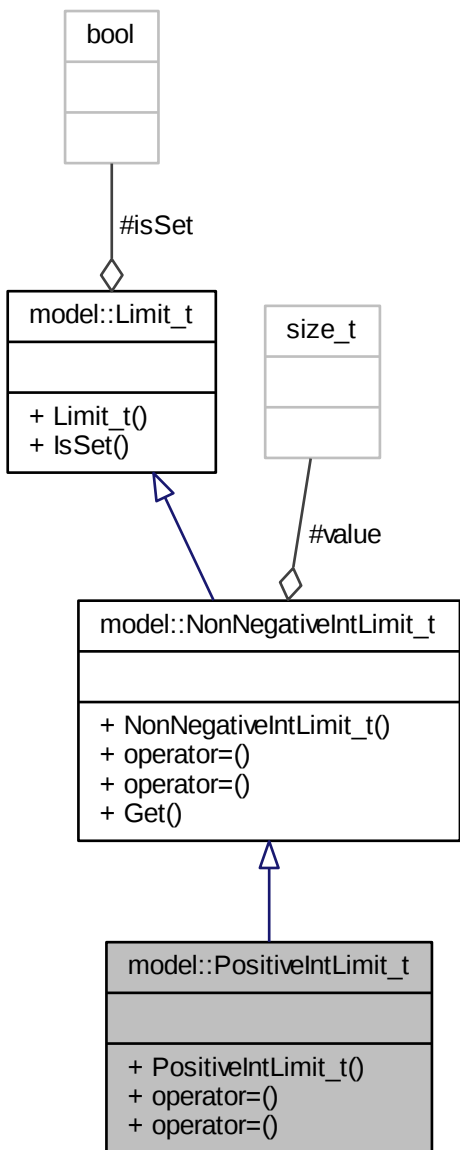 bool
#isSet
model::Limit_t
+ Limit_t()
+ IsSet()
size_t
#value
model::NonNegativeIntLimit_t
+ NonNegativeIntLimit_t()
+ operator=()
+ operator=()
+ Get()
model::PositiveIntLimit_t
+ PositiveIntLimit_t()
+ operator=()
+ operator=()